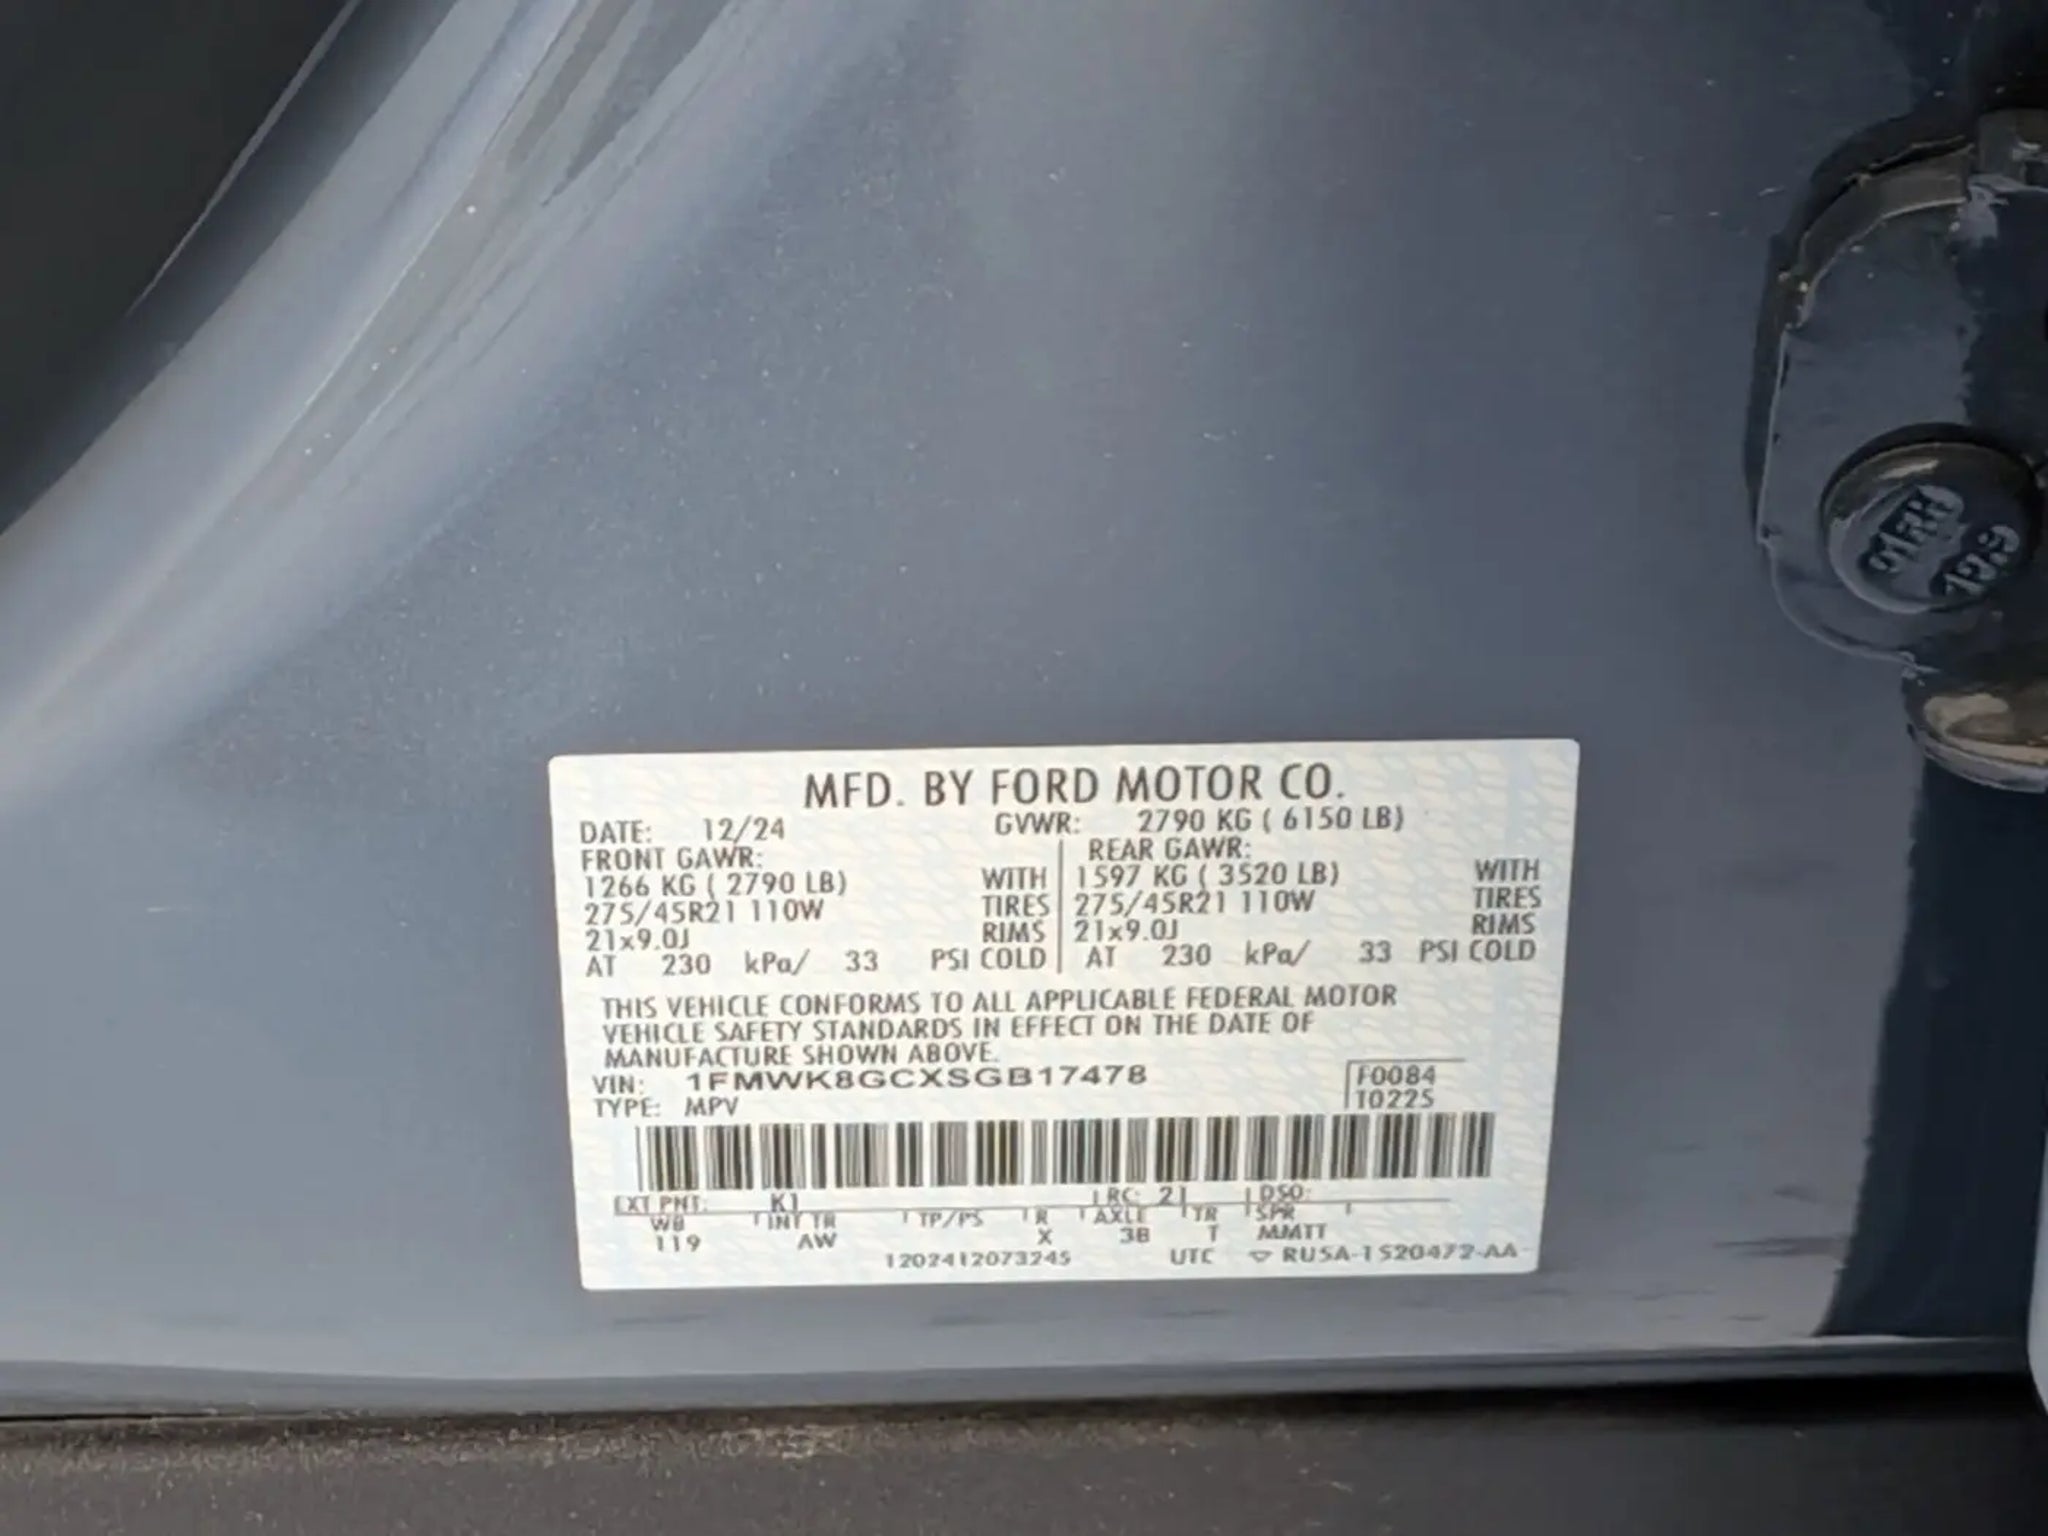 MFD. BY FORD MOTOR CO.
DATE: 12/24 GVWR: 2790 KG ( 6150 LB)
FRONT GAWR: REAR GAWR:
1266 KG ( 2790 LB) WITH 1597 KG ( 3520 LB) WITH
275/45R21 110W TIRES 275/45R21 110W TIRES
21x9.0J RIMS 21x9.0J RIMS
AT 230 kPa/ 33 PSI COLD AT 230 kPa/ 33 PSI COLD
THIS VEHICLE CONFORMS TO ALL APPLICABLE FEDERAL MOTOR
VEHICLE SAFETY STANDARDS IN EFFECT ON THE DATE OF
MANUFACTURE SHOWN ABOVE.
VIN: 1FMWK8GCXSGB17478 F0084
TYPE: MPV T0225
EXT PNT: K1 RC: 21 DSO:
WB INT TR TP/PS R AXLE TR SPR
119 AW X 3B T MMTT
1202412073245 UTC RU5A-1520472-AA